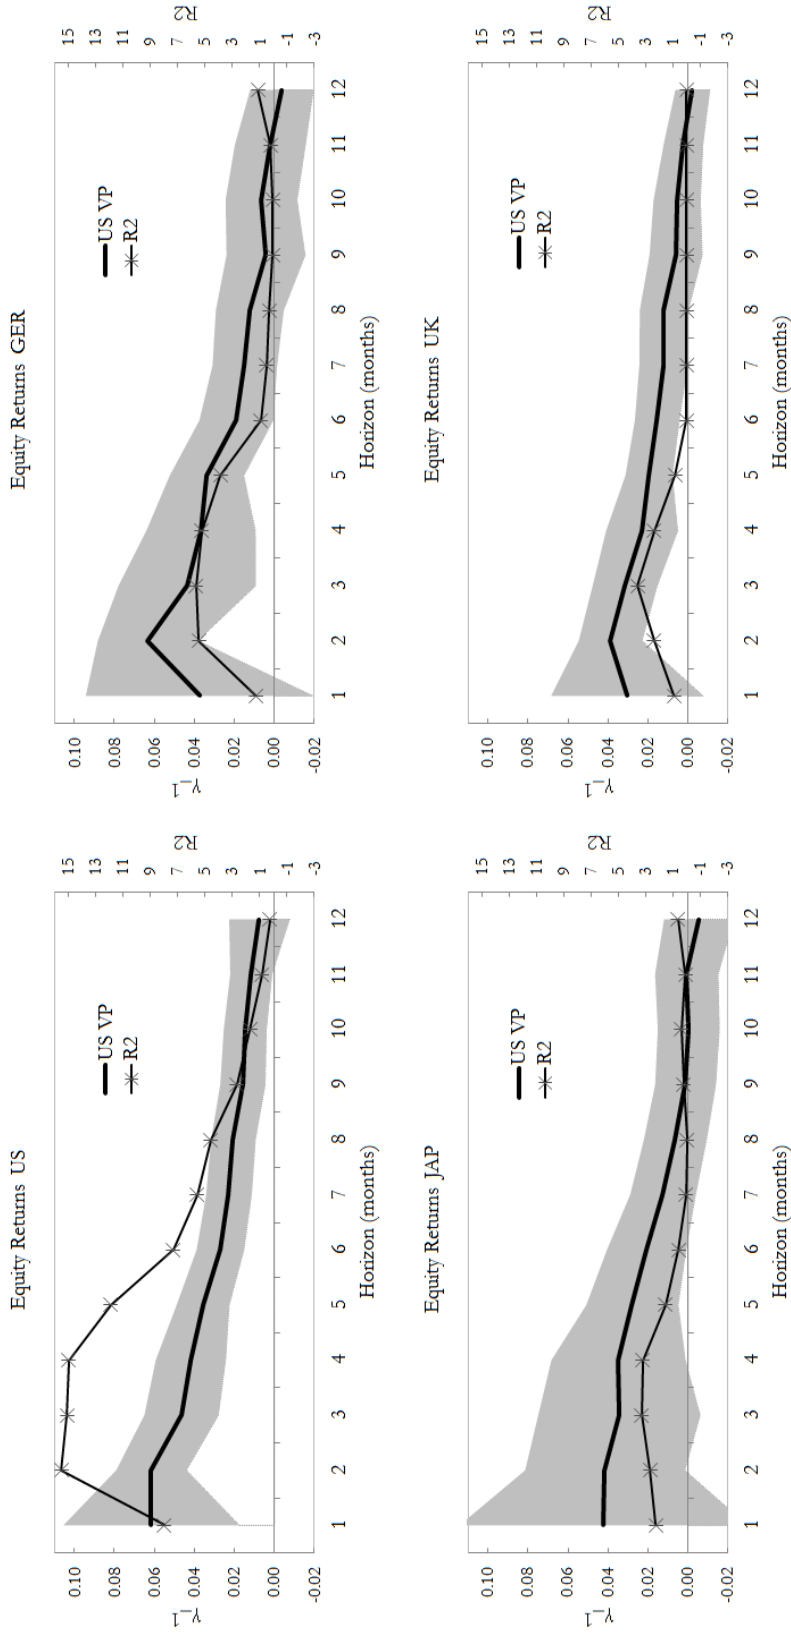 Equity Returns US
γ_1
0.10
0.08
0.06
0.04
0.02
0.00
-0.02
US VP
R2
15
13
11
9
7
5
3
1
-1
-3
R2
1 2 3 4 5 6 7 8 9 10 11 12
Horizon (months)
Equity Returns GER
γ_1
0.10
0.08
0.06
0.04
0.02
0.00
-0.02
US VP
R2
15
13
11
9
7
5
3
1
-1
-3
R2
1 2 3 4 5 6 7 8 9 10 11 12
Horizon (months)
Equity Returns JAP
γ_1
0.10
0.08
0.06
0.04
0.02
0.00
-0.02
US VP
R2
15
13
11
9
7
5
3
1
-1
-3
R2
1 2 3 4 5 6 7 8 9 10 11 12
Horizon (months)
Equity Returns UK
γ_1
0.10
0.08
0.06
0.04
0.02
0.00
-0.02
US VP
R2
15
13
11
9
7
5
3
1
-1
-3
R2
1 2 3 4 5 6 7 8 9 10 11 12
Horizon (months)